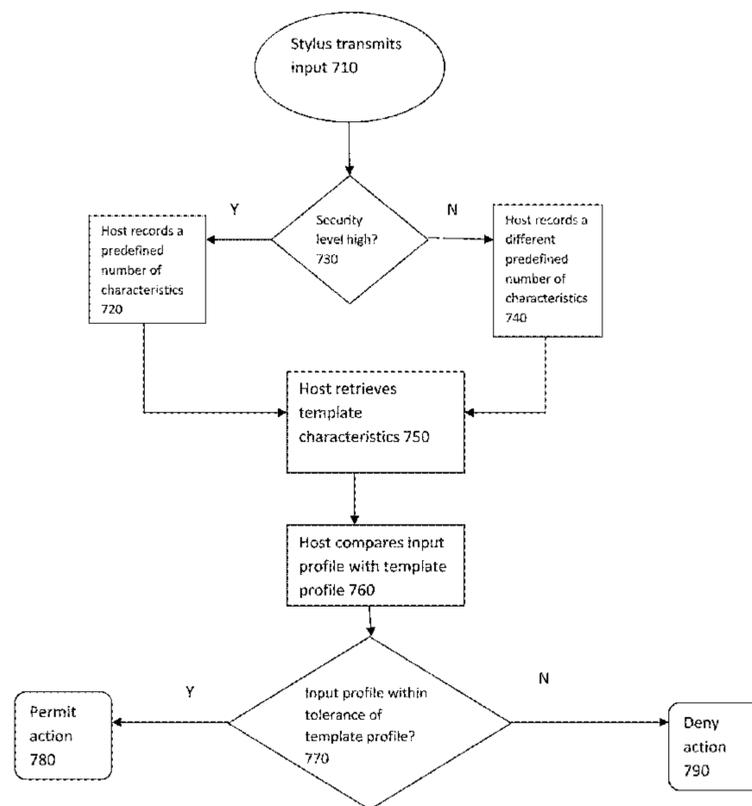 Stylus transmits
input 710
Y
N
Security
level high?
730
Host records a
predefined
number of
characteristics
720
Host records a
different
predefined
number of
characteristics
740
Host retrieves
template
characteristics 750
Host compares input
profile with template
profile 760
Y
N
Input profile within
tolerance of
template profile?
770
Permit
action
780
Deny
action
790